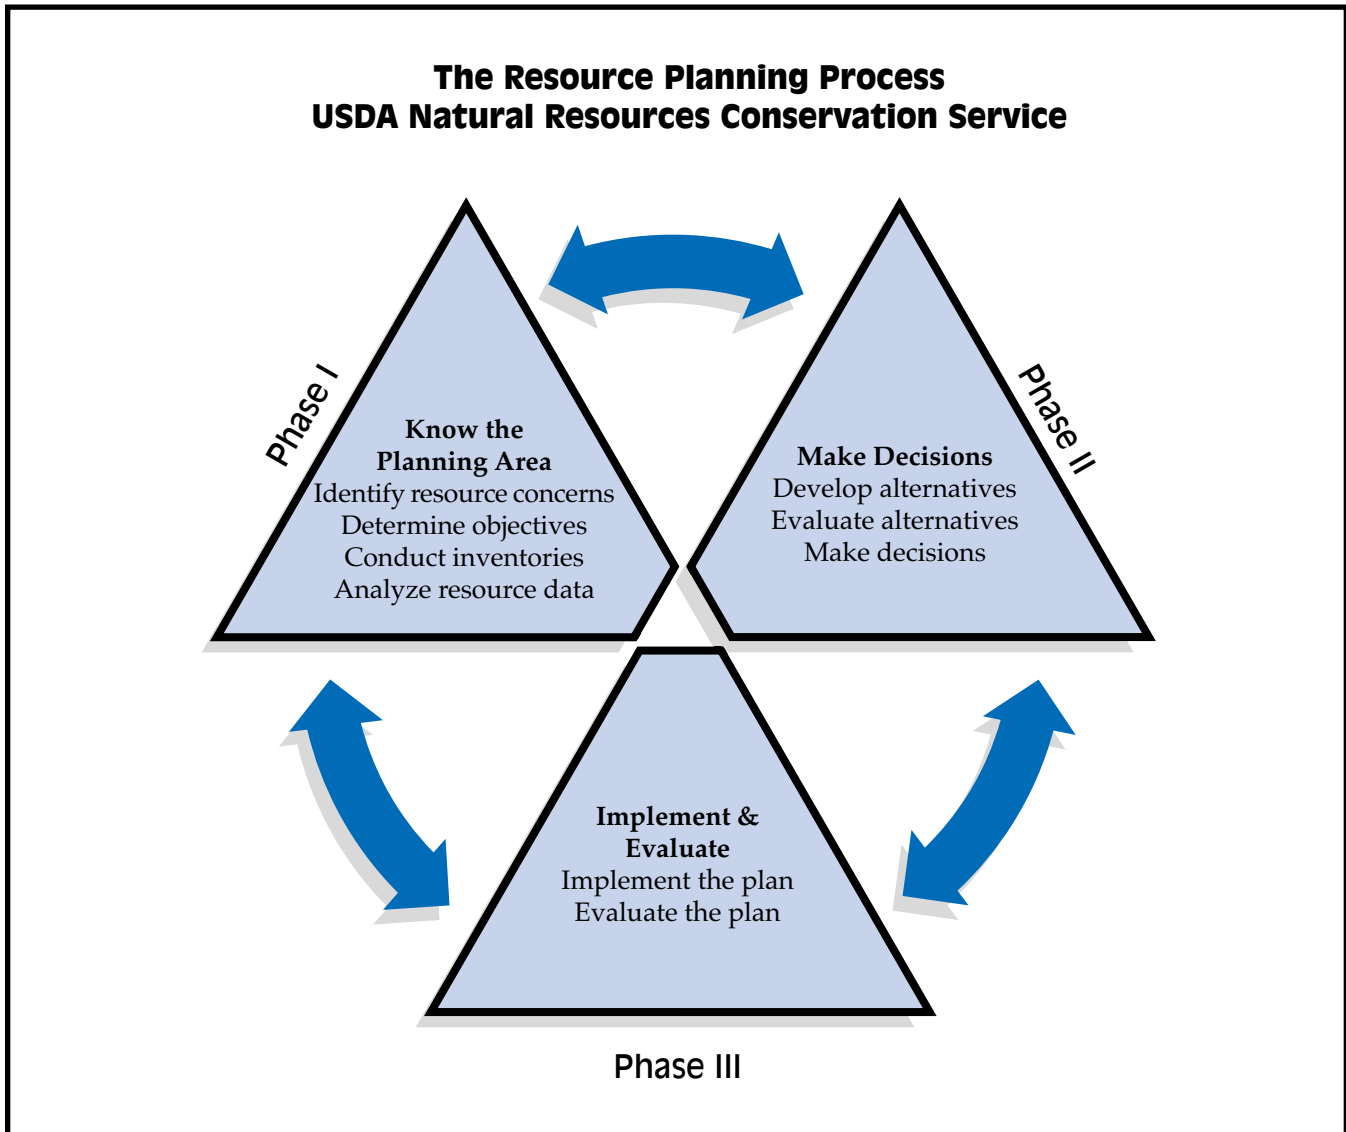 The Resource Planning Process
USDA Natural Resources Conservation Service
Phase I
Know the
Planning Area
Identify resource concerns
Determine objectives
Conduct inventories
Analyze resource data
Phase II
Make Decisions
Develop alternatives
Evaluate alternatives
Make decisions
Implement &
Evaluate
Implement the plan
Evaluate the plan
Phase III